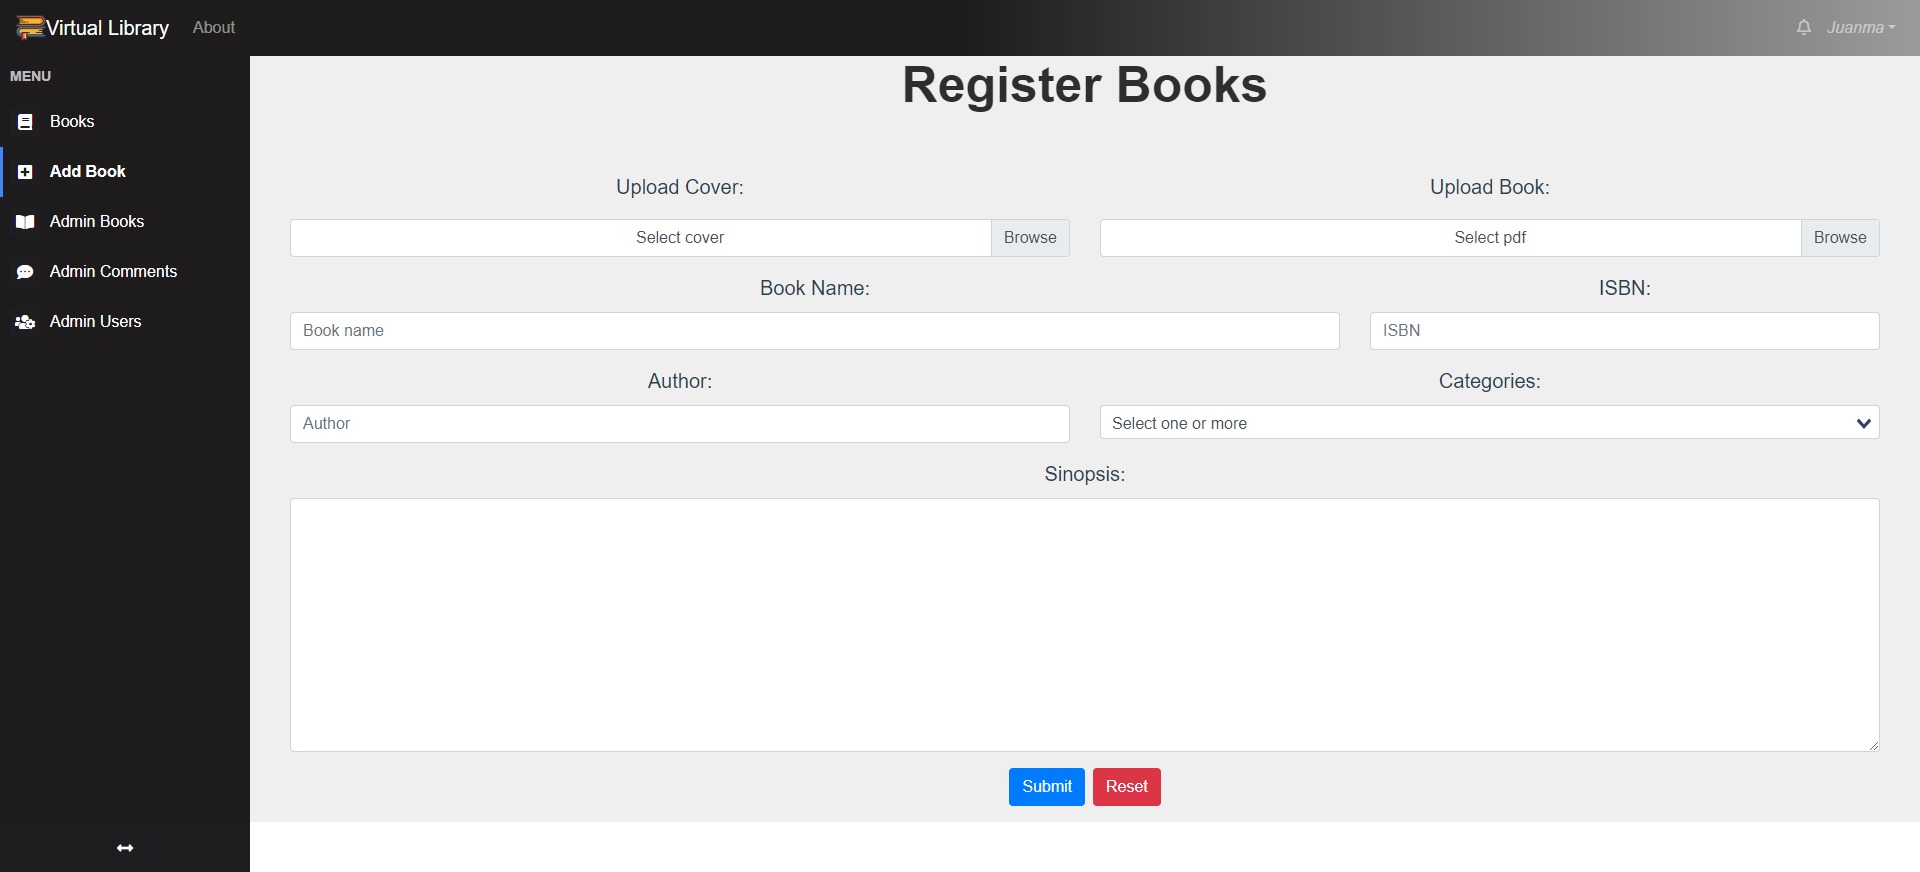 Virtual Library About Juanma
MENU
Books
Add Book
Admin Books
Admin Comments
Admin Users
Register Books
Upload Cover: Upload Book:
Select cover Browse Select pdf Browse
Book Name: ISBN:
Book name ISBN
Author: Categories:
Author Select one or more
Sinopsis:
Submit Reset